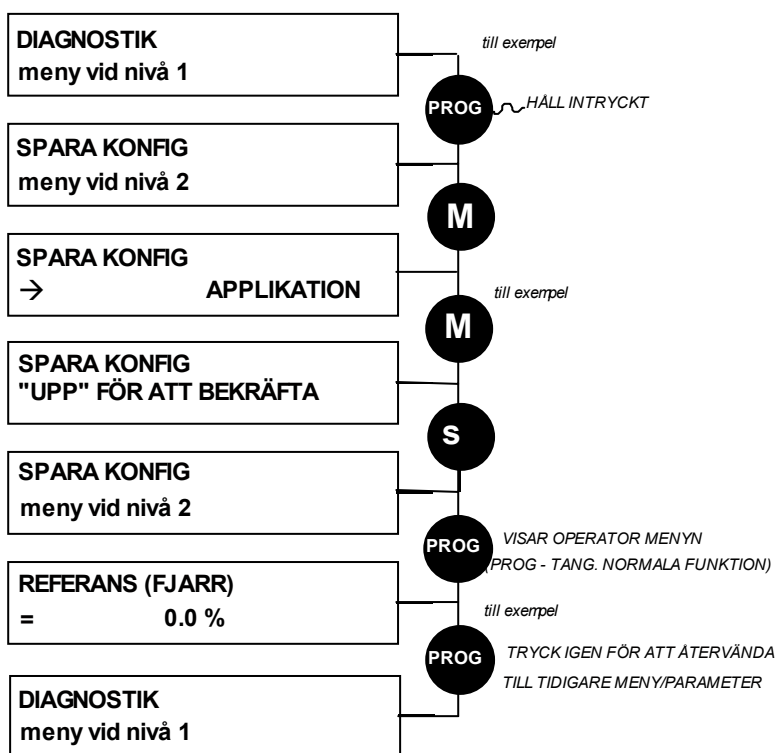 DIAGNOSTIK
meny vid nivå 1
till exempel
PROG
HÅLL INTRYCKT
SPARA KONFIG
meny vid nivå 2
M
SPARA KONFIG
→ APPLIKATION
till exempel
M
SPARA KONFIG
"UPP" FÖR ATT BEKRÄFTA
S
SPARA KONFIG
meny vid nivå 2
PROG
VISAR OPERATOR MENYN
(PROG - TANG. NORMALA FUNKTION)
REFERANS (FJARR)
= 0.0 %
till exempel
PROG
TRYCK IGEN FÖR ATT ÅTERVÄNDA
TILL TIDIGARE MENY/PARAMETER
DIAGNOSTIK
meny vid nivå 1